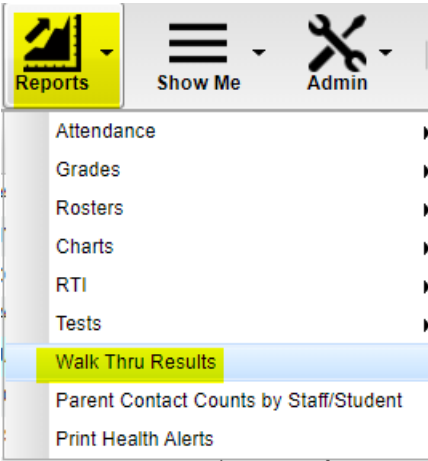 Reports Show Me Admin
Attendance
Grades
Rosters
Charts
RTI
Tests
Walk Thru Results
Parent Contact Counts by Staff/Student
Print Health Alerts